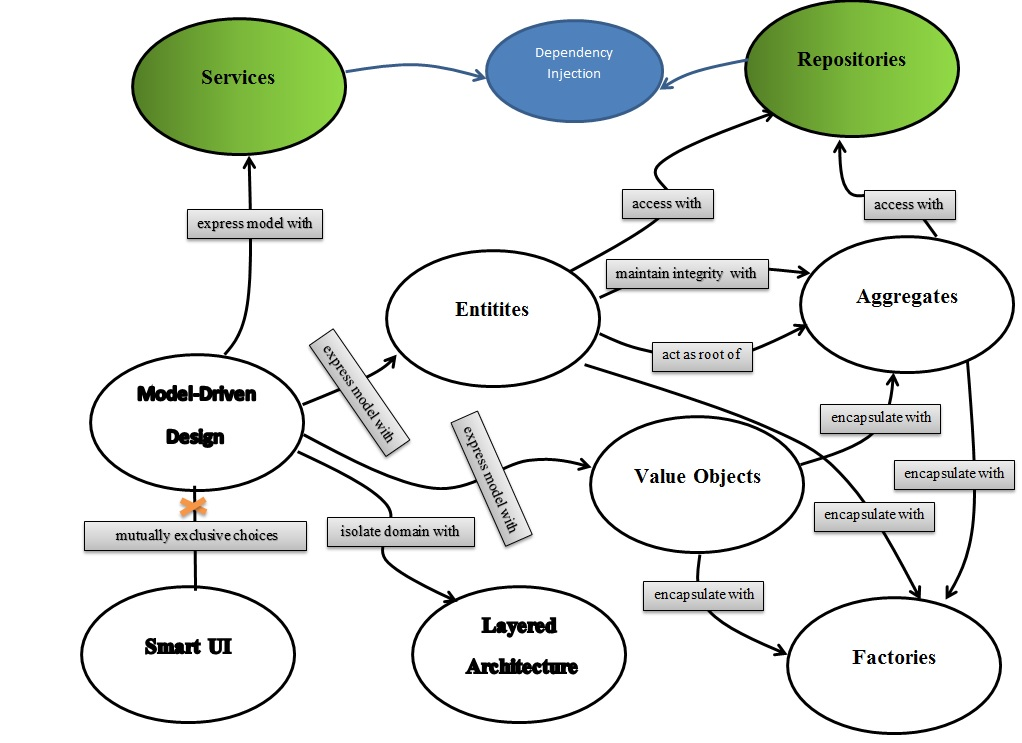 Services
Dependency
Injection
Repositories
express model with
access with
access with
maintain integrity with
Entitites
Aggregates
act as root of
express model with
Model-Driven
Design
encapsulate with
express model with
Value Objects
encapsulate with
encapsulate with
mutually exclusive choices
isolate domain with
encapsulate with
Smart UI
Layered
Architecture
Factories